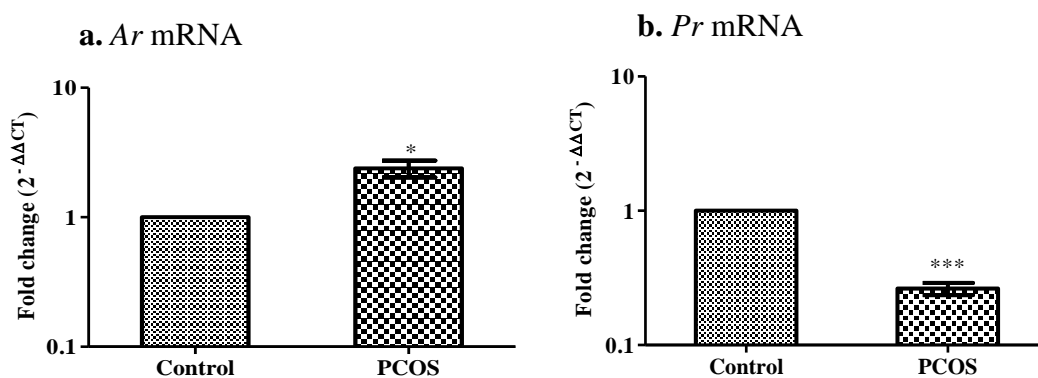 a. Ar mRNA
Fold change (2^-ΔΔCT)
10
1
0.1
*
Control
PCOS
b. Pr mRNA
Fold change (2^-ΔΔCT)
10
1
0.1
***
Control
PCOS